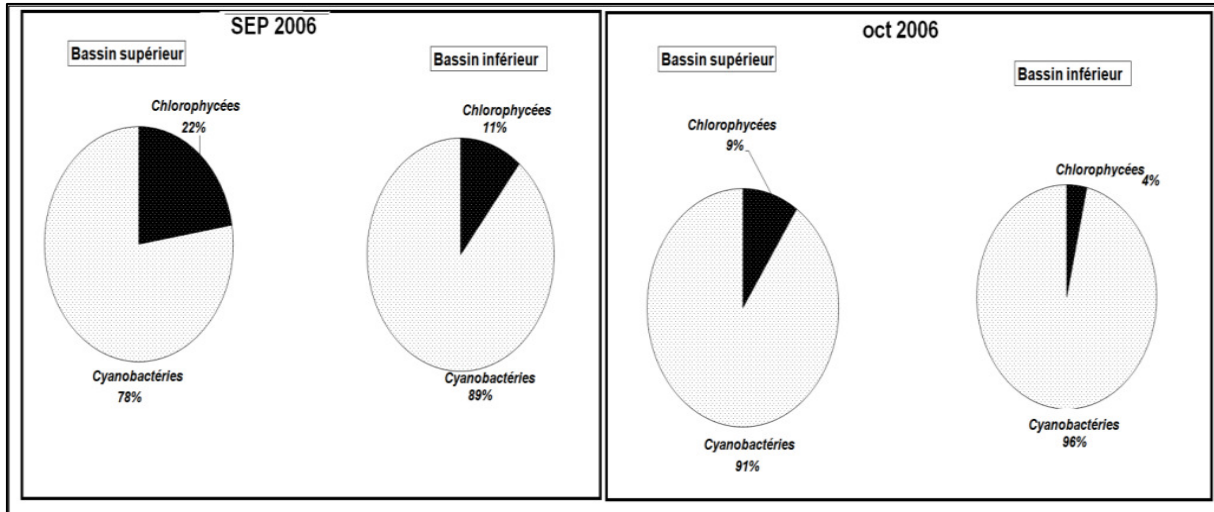 SEP 2006
Bassin supérieur
Chlorophycées
22%
Cyanobactéries
78%
Bassin inférieur
Chlorophycées
11%
Cyanobactéries
89%
oct 2006
Bassin supérieur
Chlorophycées
9%
Cyanobactéries
91%
Bassin inférieur
Chlorophycées
4%
Cyanobactéries
96%